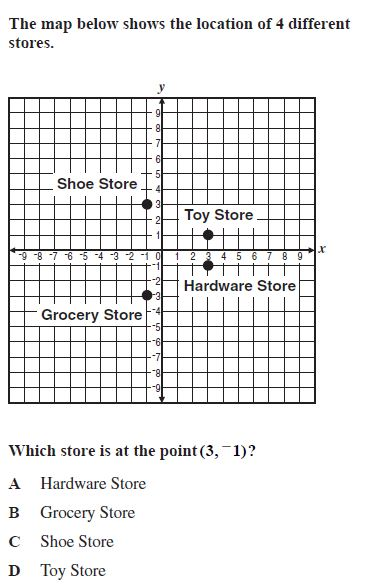 The map below shows the location of 4 different
stores.
y
9
8
7
6
5
Shoe Store
4
3
Toy Store
2
1
-9 -8 -7 -6 -5 -4 -3 -2 -1 0 1 2 3 4 5 6 7 8 9 x
-1
-2
Hardware Store
-3
Grocery Store
-4
-5
-6
-7
-8
-9
Which store is at the point (3, ⁻1)?
A Hardware Store
B Grocery Store
C Shoe Store
D Toy Store